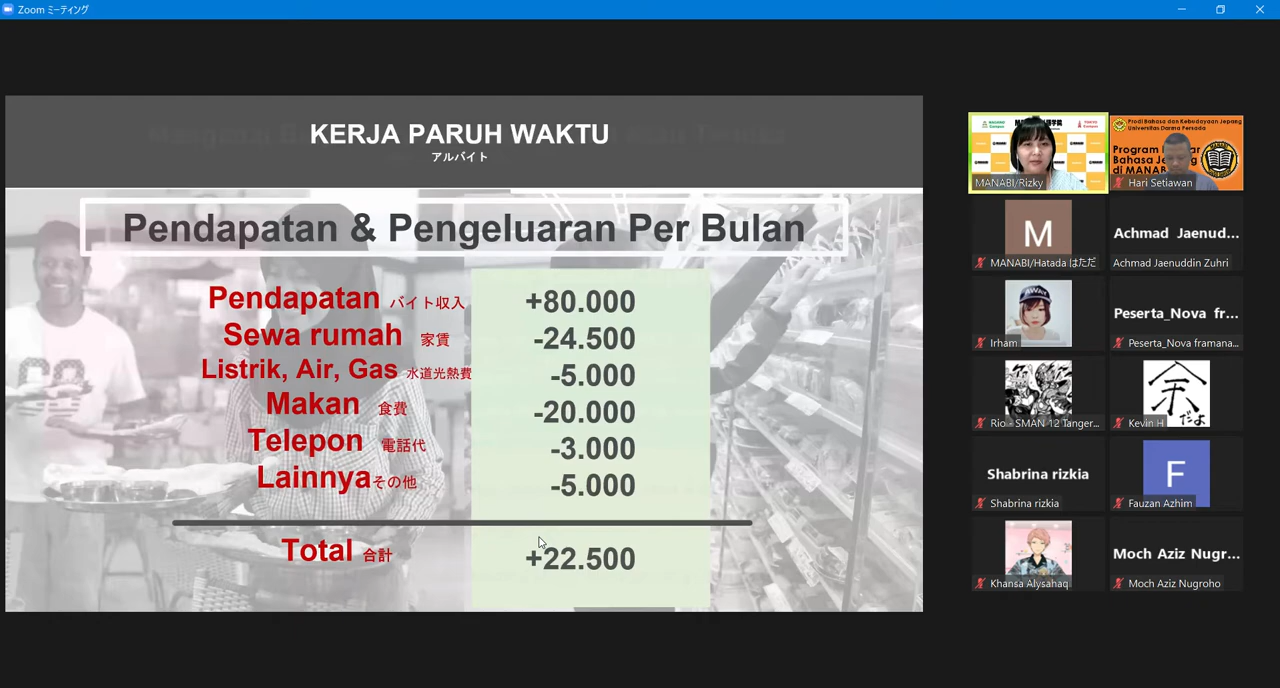 Zoom ミーティング
KERJA PARUH WAKTU
アルバイト
Pendapatan & Pengeluaran Per Bulan
Pendapatan バイト収入 +80.000
Sewa rumah 家賃 -24.500
Listrik, Air, Gas 水道光熱費 -5.000
Makan 食費 -20.000
Telepon 電話代 -3.000
Lainnya その他 -5.000
Total 合計 +22.500
MANABI/Rizky
Prodi Bahasa dan Kebudayaan Jepang
Universitas Darma Persada
Program
Bahasa Je
di MANAB
Hari Setiawan
M
MANABI/Hatada はただ
Achmad Jaenud...
Achmad Jaenuddin Zuhri
Irham
Peserta_Nova fr...
Peserta_Nova framana...
Rio - SMAN 12 Tanger...
余
だよ
Kevin H
Shabrina rizkia
Shabrina rizkia
F
Fauzan Azhim
Khansa Alysahaq
Moch Aziz Nugr...
Moch Aziz Nugroho